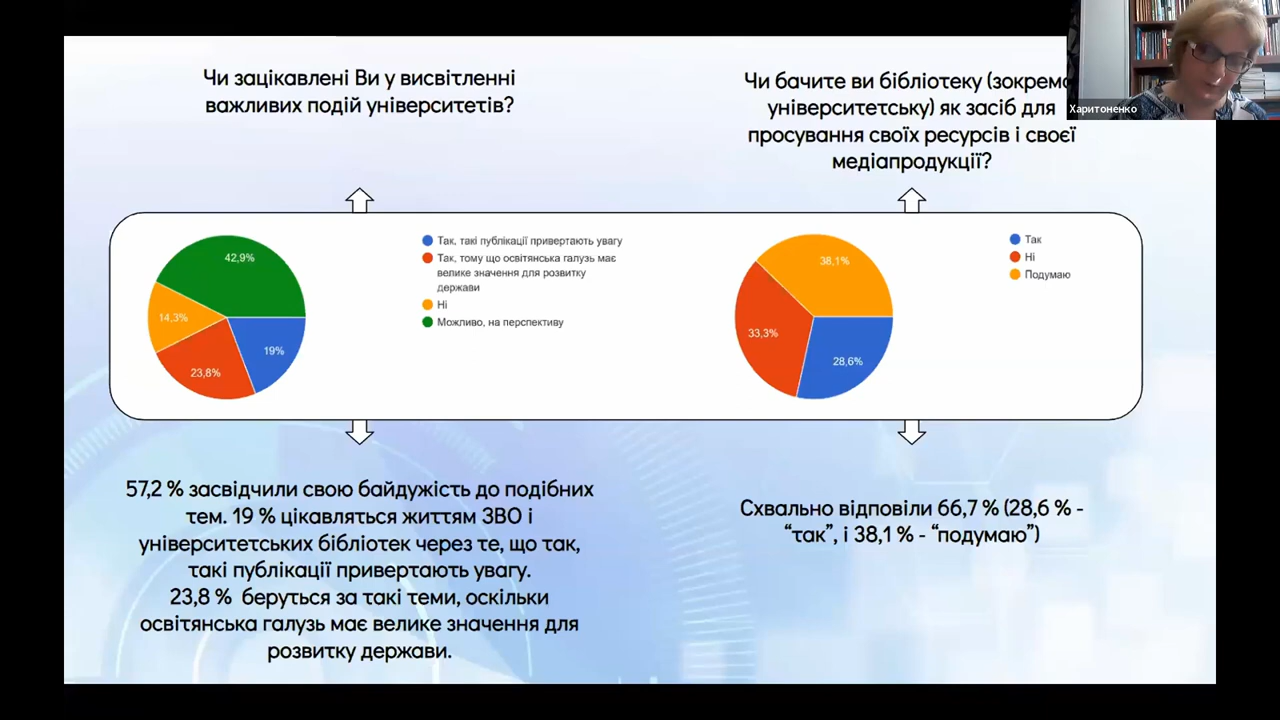 Чи зацікавлені Ви у висвітленні
важливих подій університетів?
Чи бачите ви бібліотеку (зокрема
університетську) як засіб для
просування своїх ресурсів і своєї
медіапродукції?
Харитоненко
42,9%
14,3%
23,8%
19%
Так, такі публікації привертають увагу
Так, тому що освітянська галузь має
велике значення для розвитку
держави
Ні
Можливо, на перспективу
38,1%
33,3%
28,6%
Так
Ні
Подумаю
57,2 % засвідчили свою байдужість до подібних
тем. 19 % цікавляться життям ЗВО і
університетських бібліотек через те, що так,
такі публікації привертають увагу.
23,8 % беруться за такі теми, оскільки
освітянська галузь має велике значення для
розвитку держави.
Схвально відповіли 66,7 % (28,6 % -
“так”, і 38,1 % - “подумаю”)